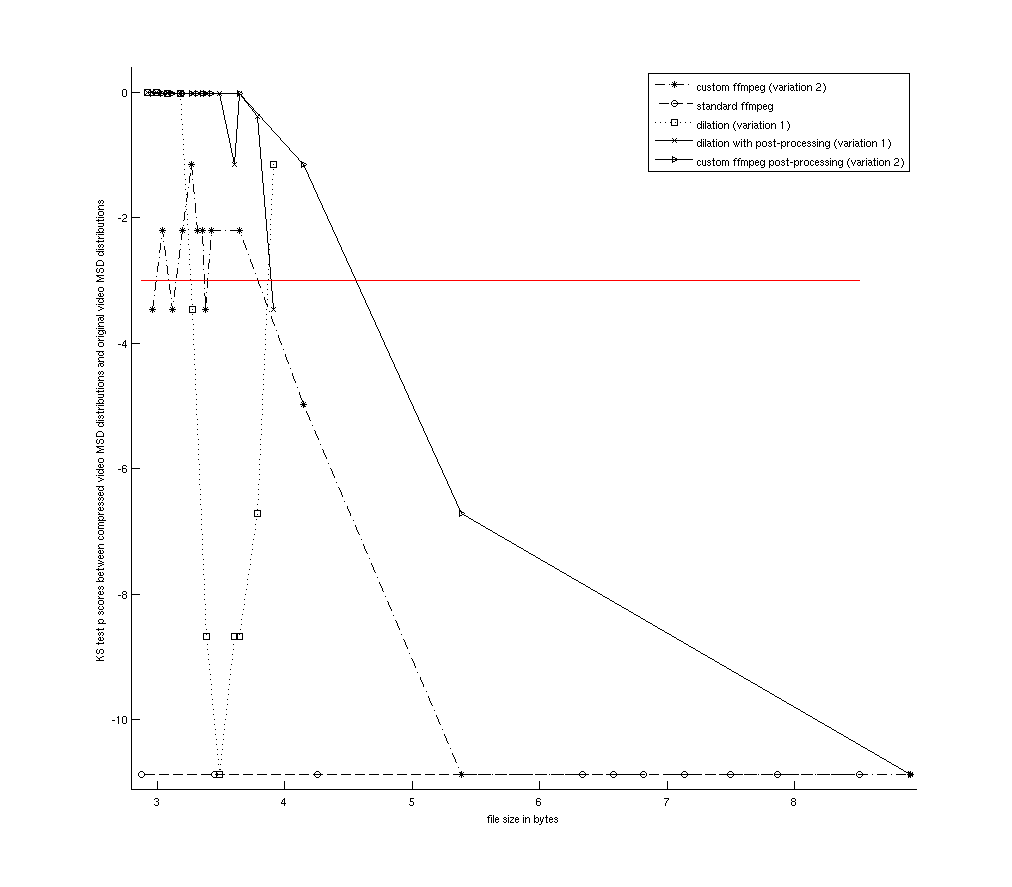 custom ffmpeg (variation 2)
standard ffmpeg
dilation (variation 1)
dilation with post-processing (variation 1)
custom ffmpeg post-processing (variation 2)
KS test p scores between compressed video MSD distributions and original video MSD distributions
0
-2
-4
-6
-8
-10
3 4 5 6 7 8
file size in bytes